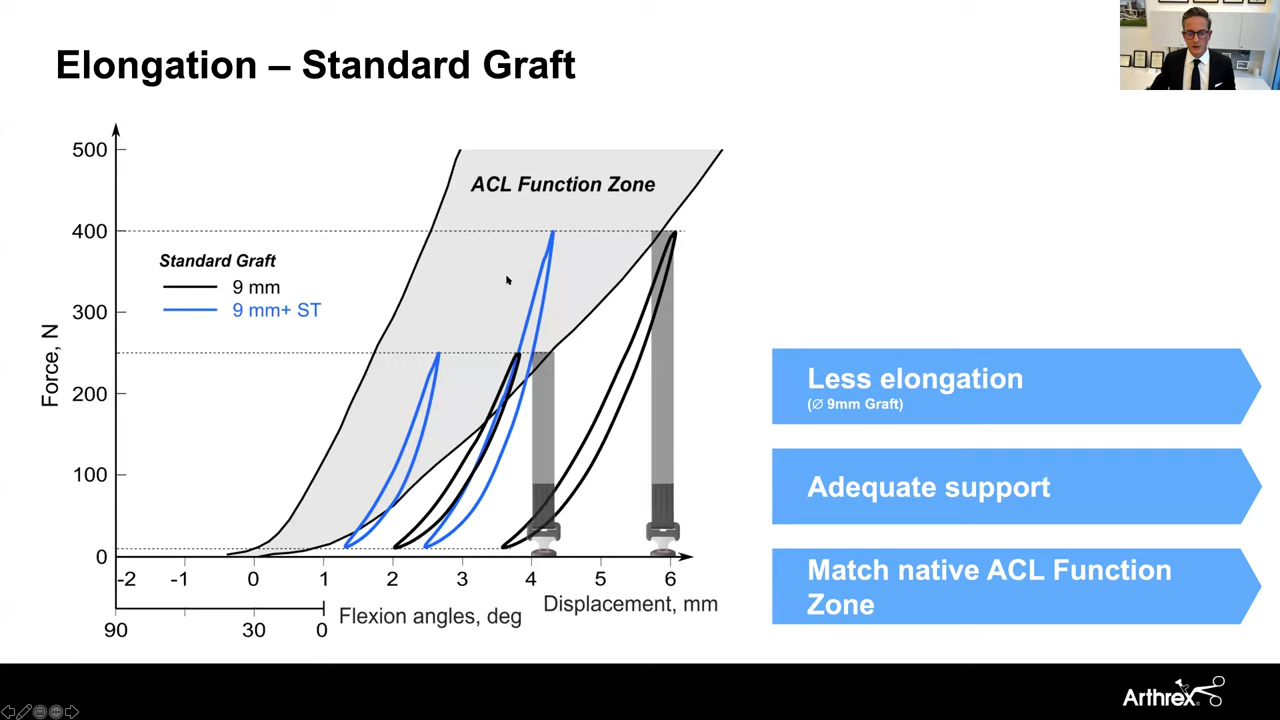 Elongation – Standard Graft
500
400
300
200
100
0
Force, N
ACL Function Zone
Standard Graft
9 mm
9 mm+ ST
-2 -1 0 1 2 3 4 5 6
Displacement, mm
Flexion angles, deg
90 30 0
Less elongation
(∅ 9mm Graft)
Adequate support
Match native ACL Function
Zone
Arthrex